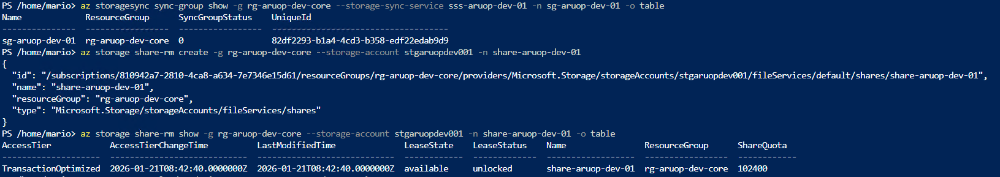 PS /home/mario> az storagesync sync-group show -g rg-aruop-dev-core --storage-sync-service sss-aruop-dev-01 -n sg-aruop-dev-01 -o table
Name             ResourceGroup      SyncGroupStatus    UniqueId
---------------  -----------------  -----------------  ------------------------------------
sg-aruop-dev-01  rg-aruop-dev-core  0                  82df2293-b1a4-4cd3-b358-edf22edab9d9
PS /home/mario> az storage share-rm create -g rg-aruop-dev-core --storage-account stgaruopdev001 -n share-aruop-dev-01
{
  "id": "/subscriptions/810942a7-2810-4ca8-a634-7e7346e15d61/resourceGroups/rg-aruop-dev-core/providers/Microsoft.Storage/storageAccounts/stgaruopdev001/fileServices/default/shares/share-aruop-dev-01",
  "name": "share-aruop-dev-01",
  "resourceGroup": "rg-aruop-dev-core",
  "type": "Microsoft.Storage/storageAccounts/fileServices/shares"
}
PS /home/mario> az storage share-rm show -g rg-aruop-dev-core --storage-account stgaruopdev001 -n share-aruop-dev-01 -o table
AccessTier            AccessTierChangeTime          LastModifiedTime              LeaseState    LeaseStatus    Name                ResourceGroup      ShareQuota
--------------------  ----------------------------  ----------------------------  ------------  -------------  ------------------  -----------------  ------------
TransactionOptimized  2026-01-21T08:42:40.0000000Z  2026-01-21T08:42:40.0000000Z  available     unlocked       share-aruop-dev-01  rg-aruop-dev-core  102400